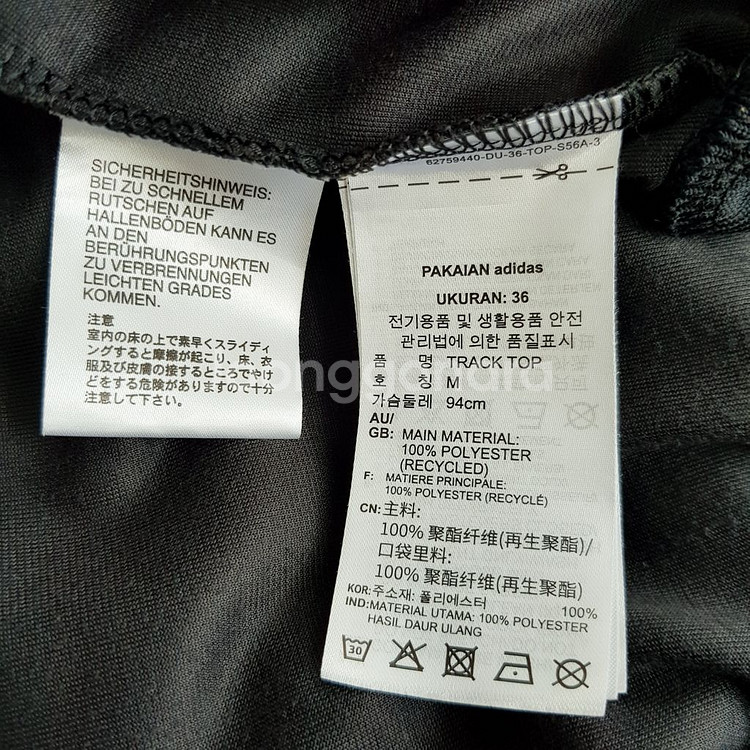 SICHERHEITSHINWEIS:
BEI ZU SCHNELLEM
RUTSCHEN AUF
HALLENBÖDEN KANN ES
AN DEN
BERÜHRUNGSPUNKTEN
ZU VERBRENNUNGEN
LEICHTEN GRADES
KOMMEN.
注意
室内の床の上で素早くスライディ
ングすると摩擦が起こり、床、衣
服及び皮膚の接するところでやけ
どをする危険がありますので十分
注意して下さい。
62759440-DU-36-TOP-S56A-3
PAKAIAN adidas
UKURAN: 36
전기용품 및 생활용품 안전
관리법에 의한 품질표시
품 명 TRACK TOP
호 칭 M
가슴둘레 94cm
AU/
GB: MAIN MATERIAL:
100% POLYESTER
(RECYCLED)
F: MATIERE PRINCIPALE:
100% POLYESTER (RECYCLÉ)
CN: 主料:
100% 聚酯纤维(再生聚酯)/
口袋里料:
100% 聚酯纤维(再生聚酯)
KOR: 주소재: 폴리에스터 100%
IND: MATERIAL UTAMA: 100% POLYESTER
HASIL DAUR ULANG
30